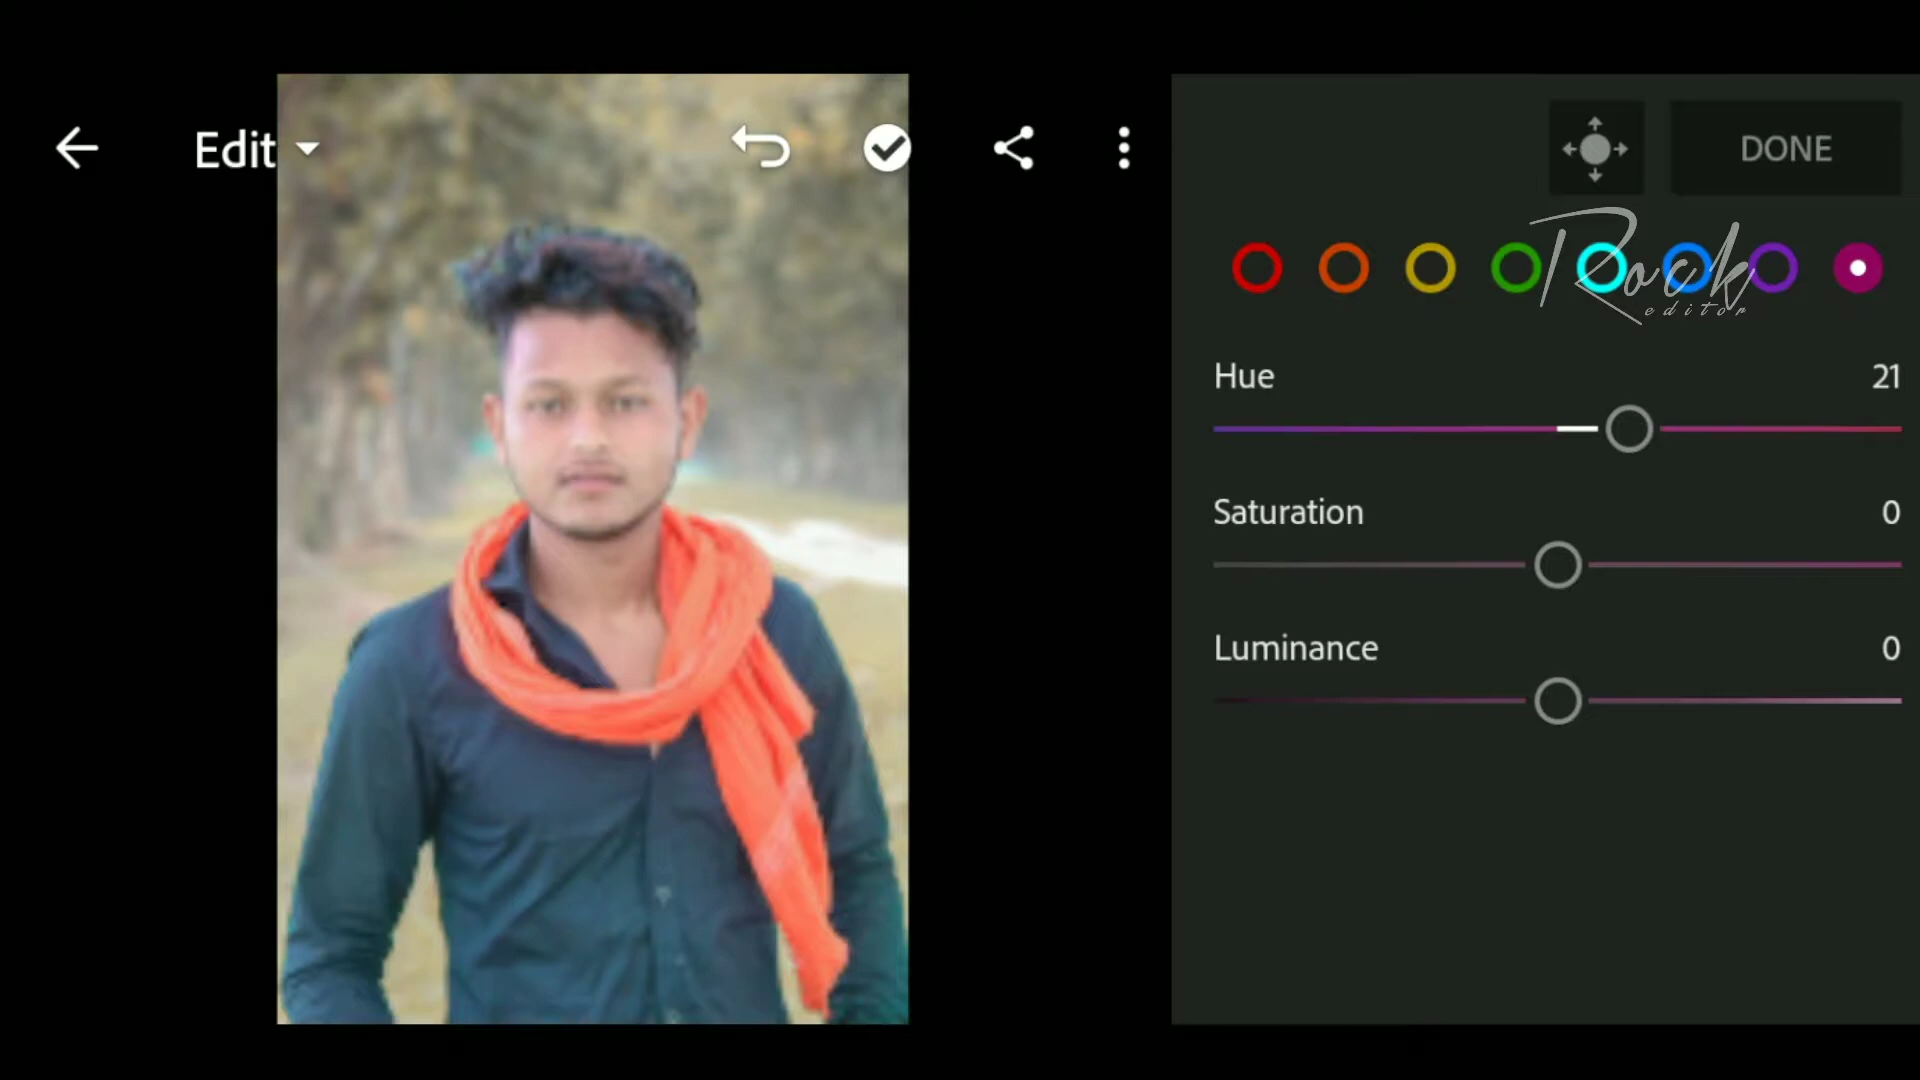 Edit
DONE
Rock
editor
Hue 21
Saturation 0
Luminance 0